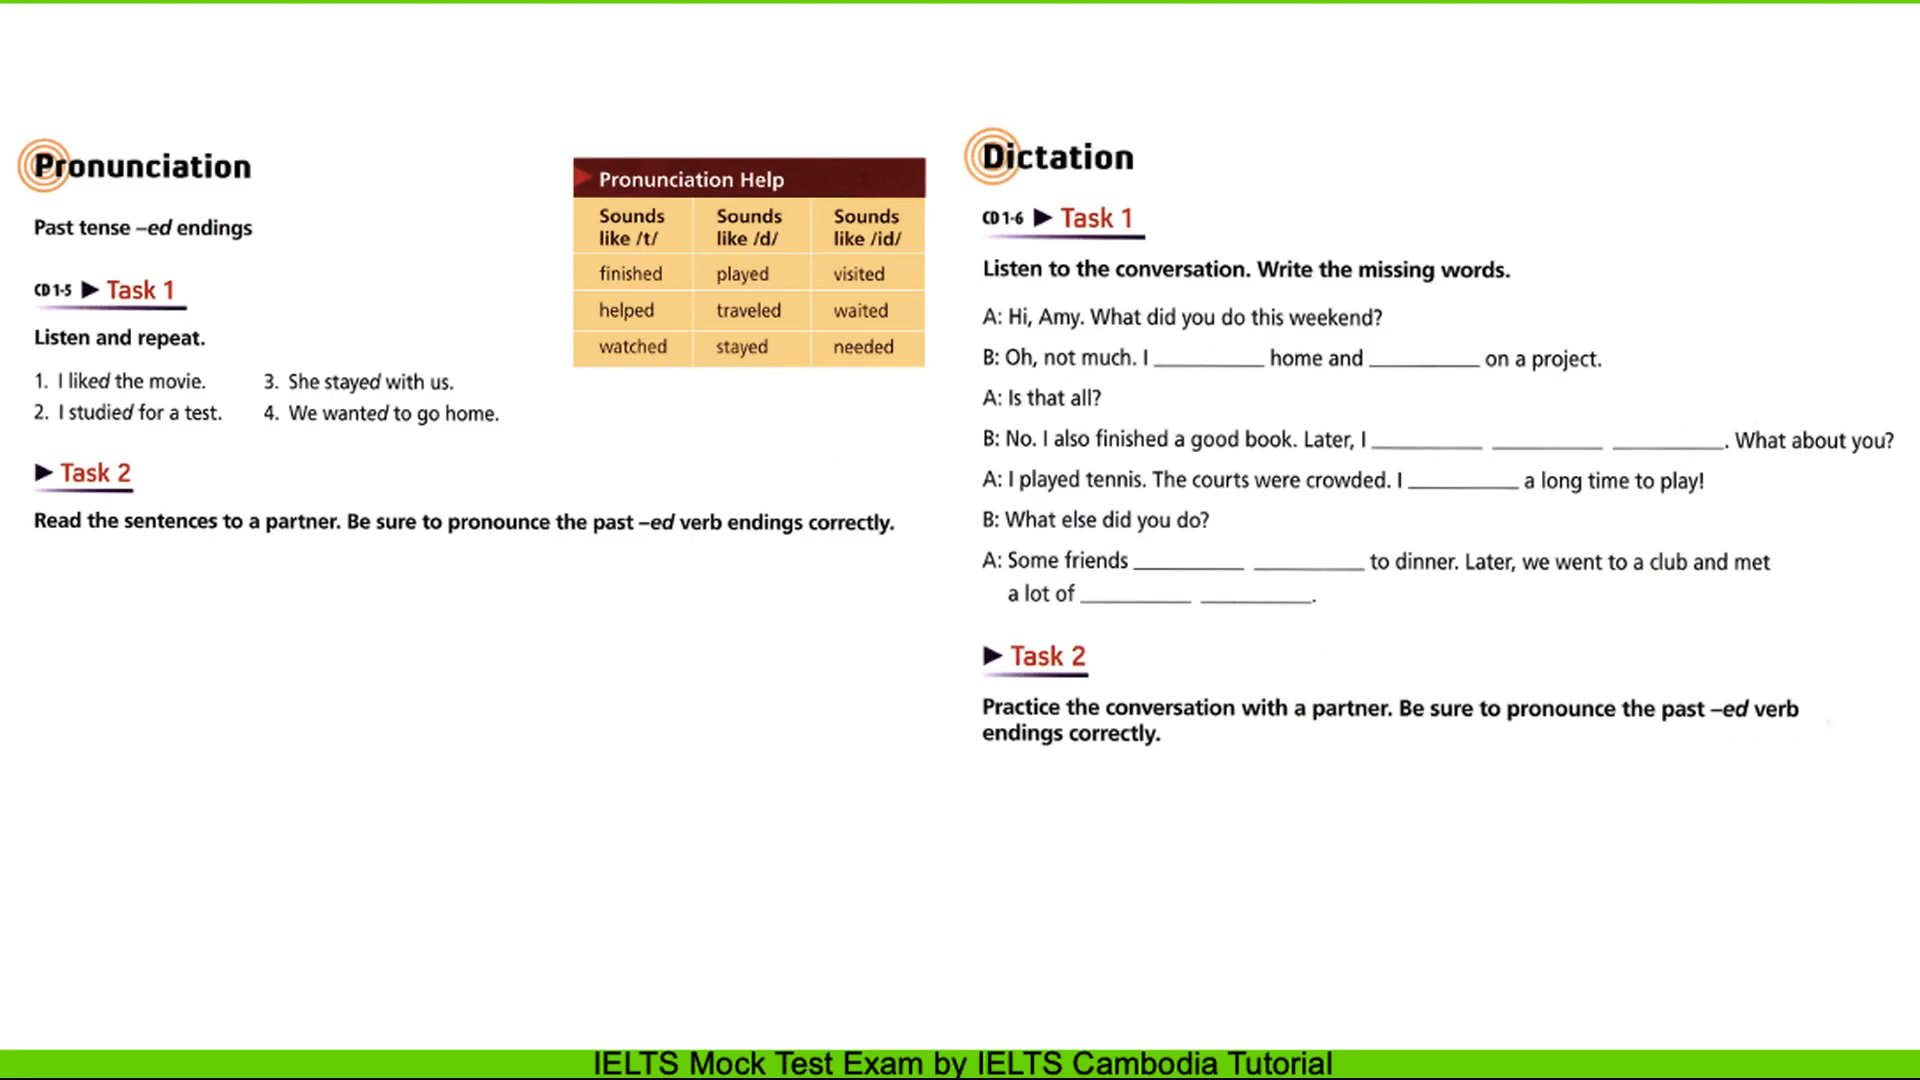 Pronunciation
Past tense –ed endings
CD 1-5 ▶ Task 1
Listen and repeat.
1. I liked the movie.
2. I studied for a test.
3. She stayed with us.
4. We wanted to go home.
▶ Task 2
Read the sentences to a partner. Be sure to pronounce the past –ed verb endings correctly.
Pronunciation Help
Sounds like /t/ Sounds like /d/ Sounds like /id/
finished played visited
helped traveled waited
watched stayed needed
Dictation
CD 1-6 ▶ Task 1
Listen to the conversation. Write the missing words.
A: Hi, Amy. What did you do this weekend?
B: Oh, not much. I __________ home and __________ on a project.
A: Is that all?
B: No. I also finished a good book. Later, I __________ __________ __________. What about you?
A: I played tennis. The courts were crowded. I __________ a long time to play!
B: What else did you do?
A: Some friends __________ __________ to dinner. Later, we went to a club and met
a lot of __________ __________.
▶ Task 2
Practice the conversation with a partner. Be sure to pronounce the past –ed verb
endings correctly.
IELTS Mock Test Exam by IELTS Cambodia Tutorial